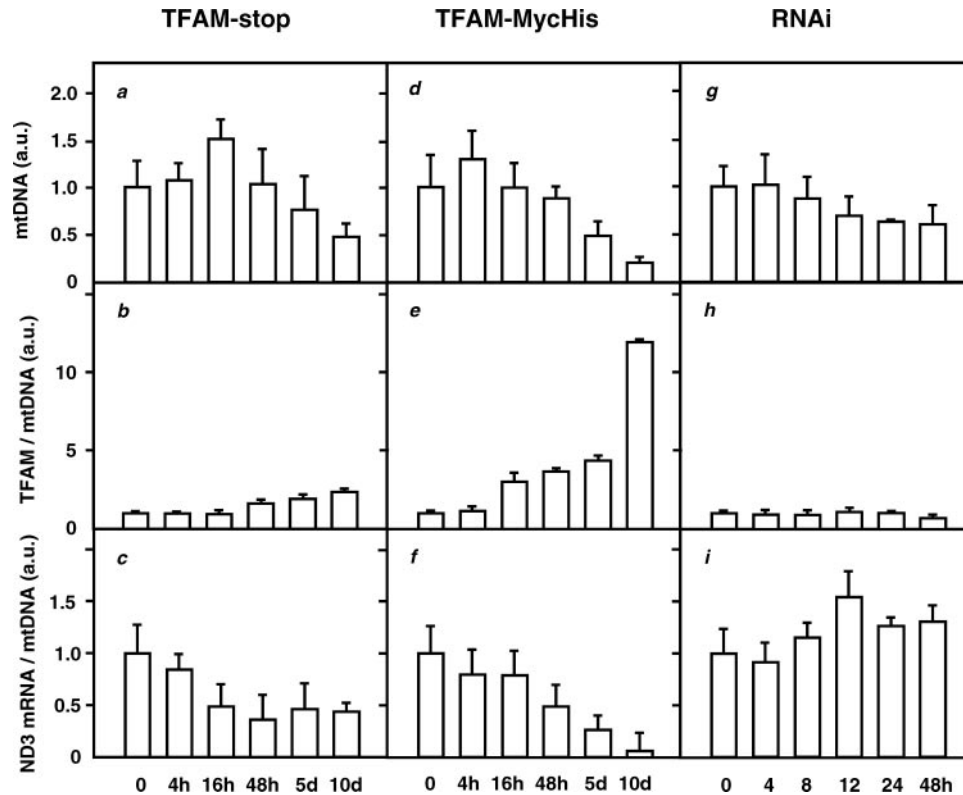 TFAM-stop TFAM-MycHis RNAi
mtDNA (a.u.)
2.0
1.5
1.0
0.5
0
a
d
g
TFAM / mtDNA (a.u.)
10
5
0
b
e
h
ND3 mRNA / mtDNA (a.u.)
1.5
1.0
0.5
0
c
f
i
0 4h 16h 48h 5d 10d 0 4h 16h 48h 5d 10d 0 4 8 12 24 48h